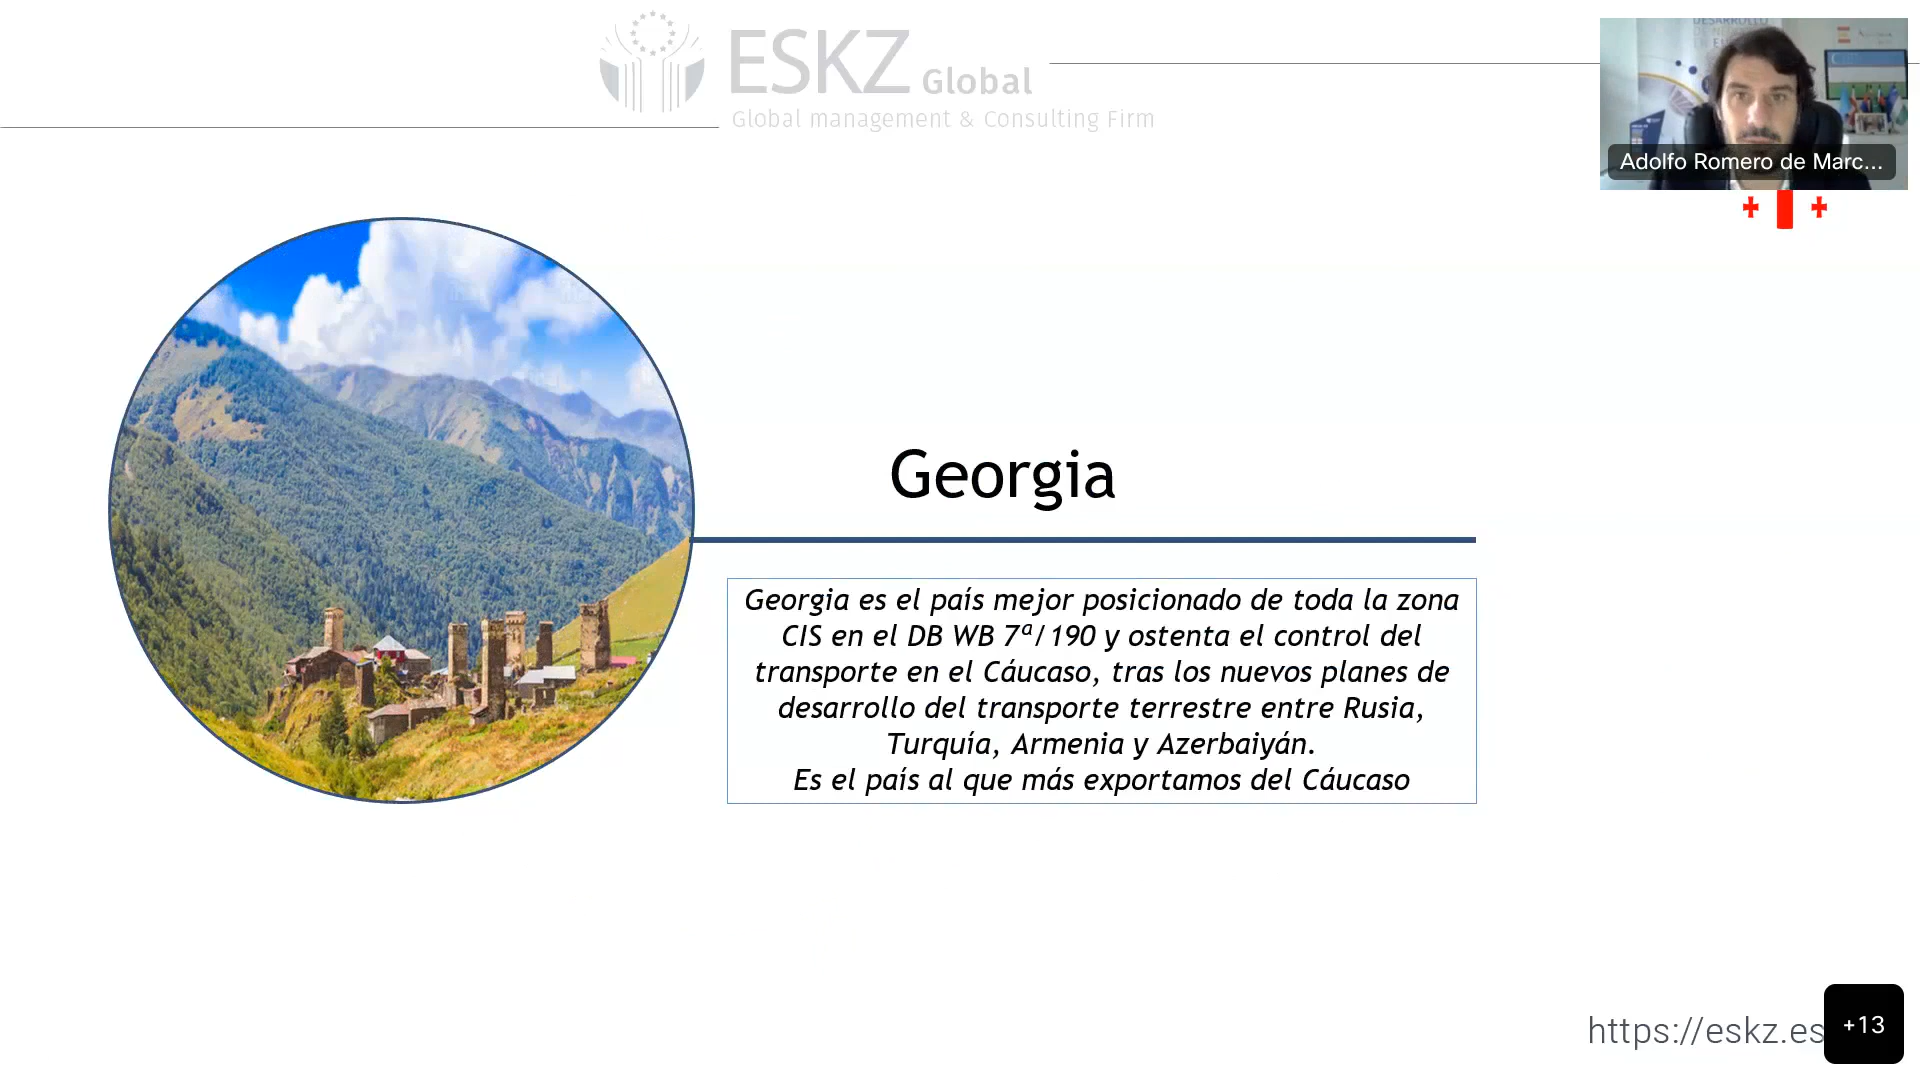 ESKZ Global
Global management & Consulting Firm
DESARROLLO
Adolfo Romero de Marc...
Georgia
Georgia es el país mejor posicionado de toda la zona
CIS en el DB WB 7ª/190 y ostenta el control del
transporte en el Cáucaso, tras los nuevos planes de
desarrollo del transporte terrestre entre Rusia,
Turquía, Armenia y Azerbaiyán.
Es el país al que más exportamos del Cáucaso
https://eskz.es
+13